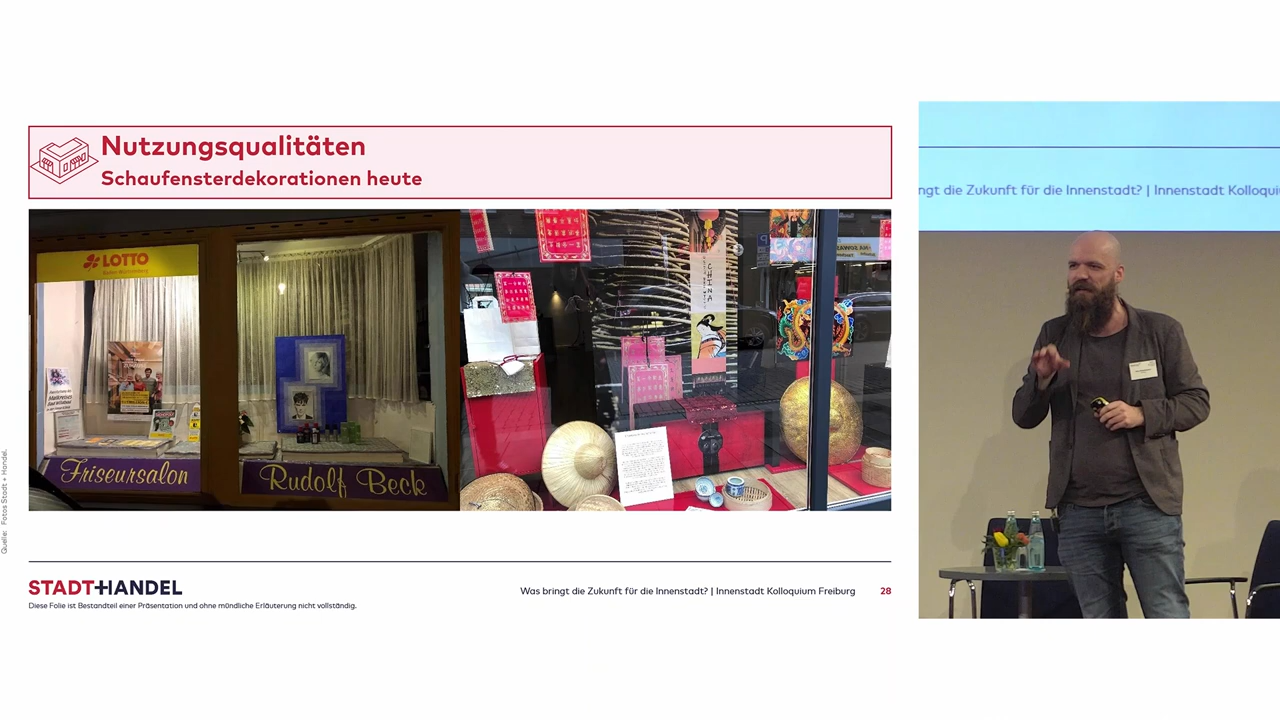 Nutzungsqualitäten
Schaufensterdekorationen heute
LOTTO
Friseursalon
Rudolf Beck
CHINA
Quelle: Fotos Stadt + Handel.
STADT+HANDEL
Diese Folie ist Bestandteil einer Präsentation und ohne mündliche Erläuterung nicht vollständig.
Was bringt die Zukunft für die Innenstadt? | Innenstadt Kolloquium Freiburg
28
ngt die Zukunft für die Innenstadt? | Innenstadt Kolloqui